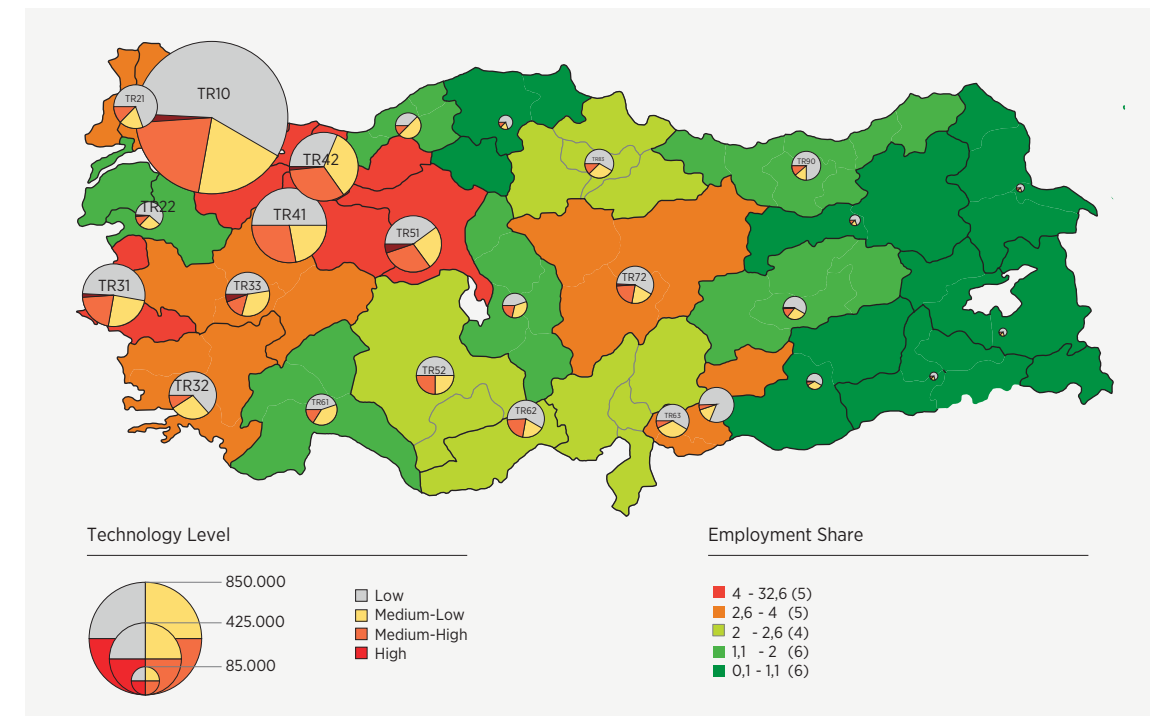 TR10
TR21
TR42
TR22
TR41
TR51
TR31
TR33
TR32
TR61
TR52
TR62
TR63
TR72
TR83
TR90
Technology Level
850.000
425.000
85.000
Low
Medium-Low
Medium-High
High
Employment Share
4 - 32,6 (5)
2,6 - 4 (5)
2 - 2,6 (4)
1,1 - 2 (6)
0,1 - 1,1 (6)